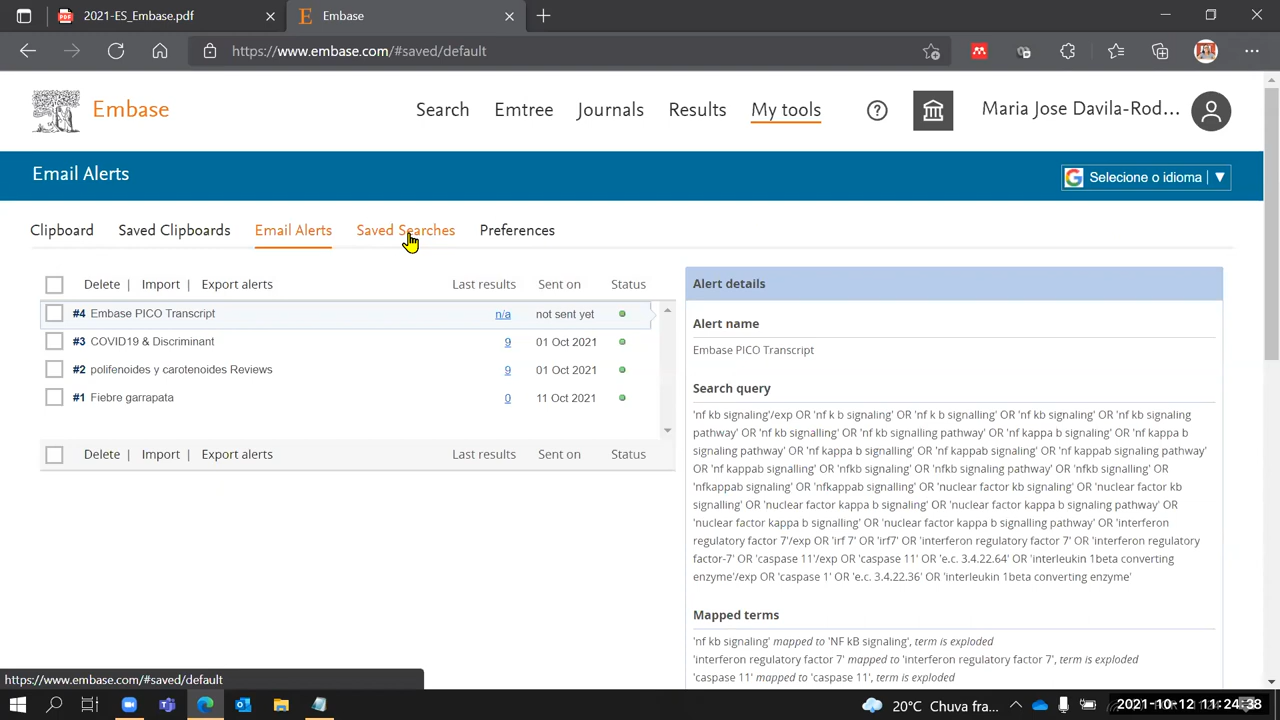 2021-ES_Embase.pdf
Embase
https://www.embase.com/#saved/default
Embase
Search
Emtree
Journals
Results
My tools
Maria Jose Davila-Rod...
Email Alerts
Selecione o idioma
Clipboard
Saved Clipboards
Email Alerts
Saved Searches
Preferences
Delete | Import | Export alerts
Last results
Sent on
Status
#4 Embase PICO Transcript n/a not sent yet
#3 COVID19 & Discriminant 9 01 Oct 2021
#2 polifenoides y carotenoides Reviews 9 01 Oct 2021
#1 Fiebre garrapata 0 11 Oct 2021
Delete | Import | Export alerts
Last results
Sent on
Status
Alert details
Alert name
Embase PICO Transcript
Search query
'nf kb signaling'/exp OR 'nf k b signaling' OR 'nf k b signalling' OR 'nf kb signaling' OR 'nf kb signaling
pathway' OR 'nf kb signalling' OR 'nf kb signalling pathway' OR 'nf kappa b signaling' OR 'nf kappa b
signaling pathway' OR 'nf kappa b signalling' OR 'nf kappab signaling' OR 'nf kappab signaling pathway'
OR 'nf kappab signalling' OR 'nfkb signaling' OR 'nfkb signaling pathway' OR 'nfkb signalling' OR
'nfkappab signaling' OR 'nfkappab signalling' OR 'nuclear factor kb signaling' OR 'nuclear factor kb
signalling' OR 'nuclear factor kappa b signaling' OR 'nuclear factor kappa b signaling pathway' OR
'nuclear factor kappa b signalling' OR 'nuclear factor kappa b signalling pathway' OR 'interferon
regulatory factor 7'/exp OR 'irf 7' OR 'irf7' OR 'interferon regulatory factor 7' OR 'interferon regulatory
factor-7' OR 'caspase 11'/exp OR 'caspase 11' OR 'e.c. 3.4.22.64' OR 'interleukin 1beta converting
enzyme'/exp OR 'caspase 1' OR 'e.c. 3.4.22.36' OR 'interleukin 1beta converting enzyme'
Mapped terms
'nf kb signaling' mapped to 'NF kB signaling', term is exploded
'interferon regulatory factor 7' mapped to 'interferon regulatory factor 7', term is exploded
'caspase 11' mapped to 'caspase 11', term is exploded
https://www.embase.com/#saved/default
20°C Chuva fra...
2021-10-12 11:24:38